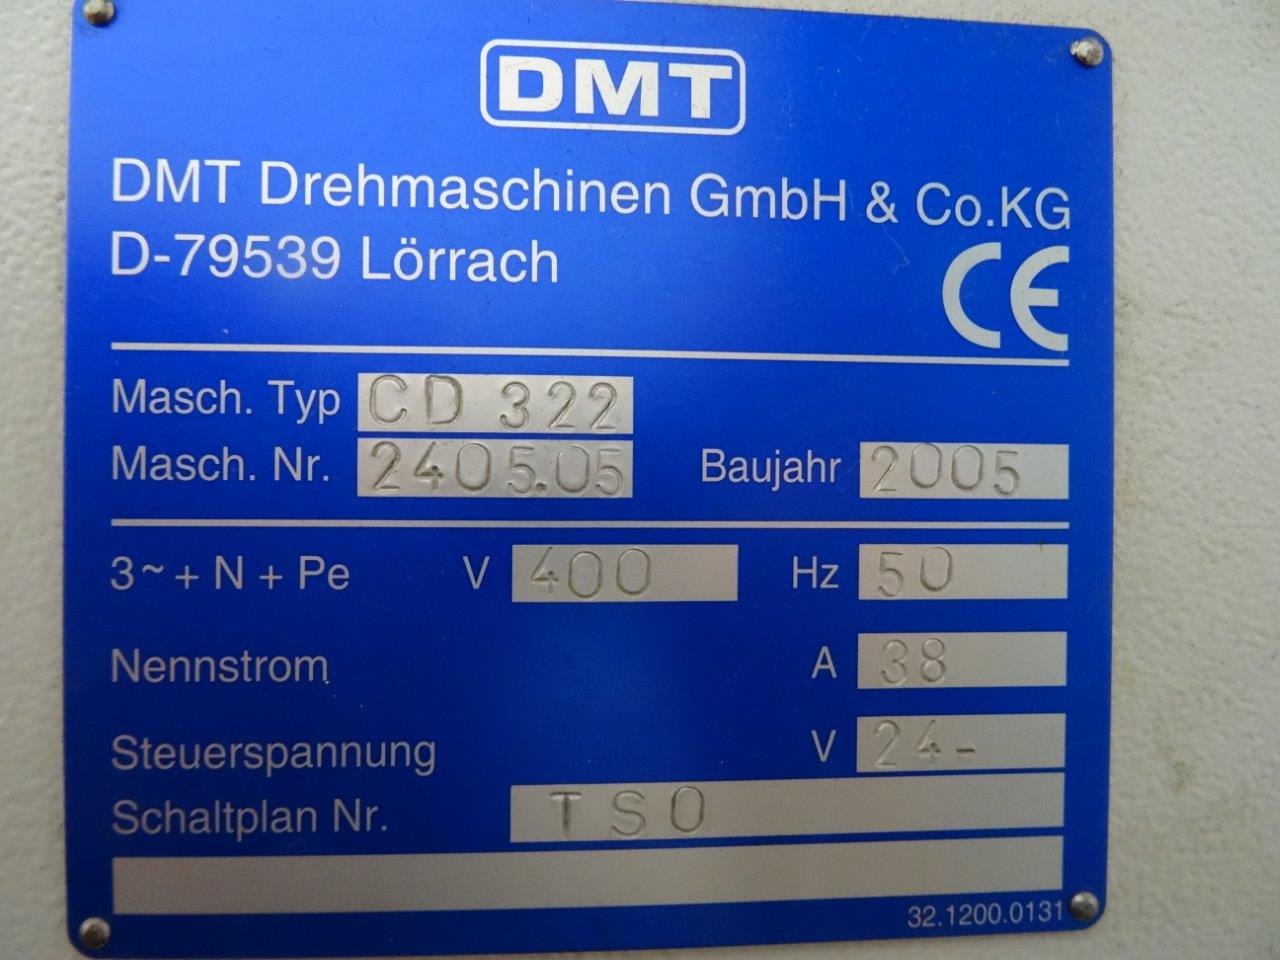 DMT
DMT Drehmaschinen GmbH & Co.KG
D-79539 Lörrach
CE
Masch. Typ CD 322
Masch. Nr. 2405.05 Baujahr 2005
3~ + N + Pe V 400 Hz 50
Nennstrom A 38
Steuerspannung V 24-
Schaltplan Nr. TSO
32.1200.0131